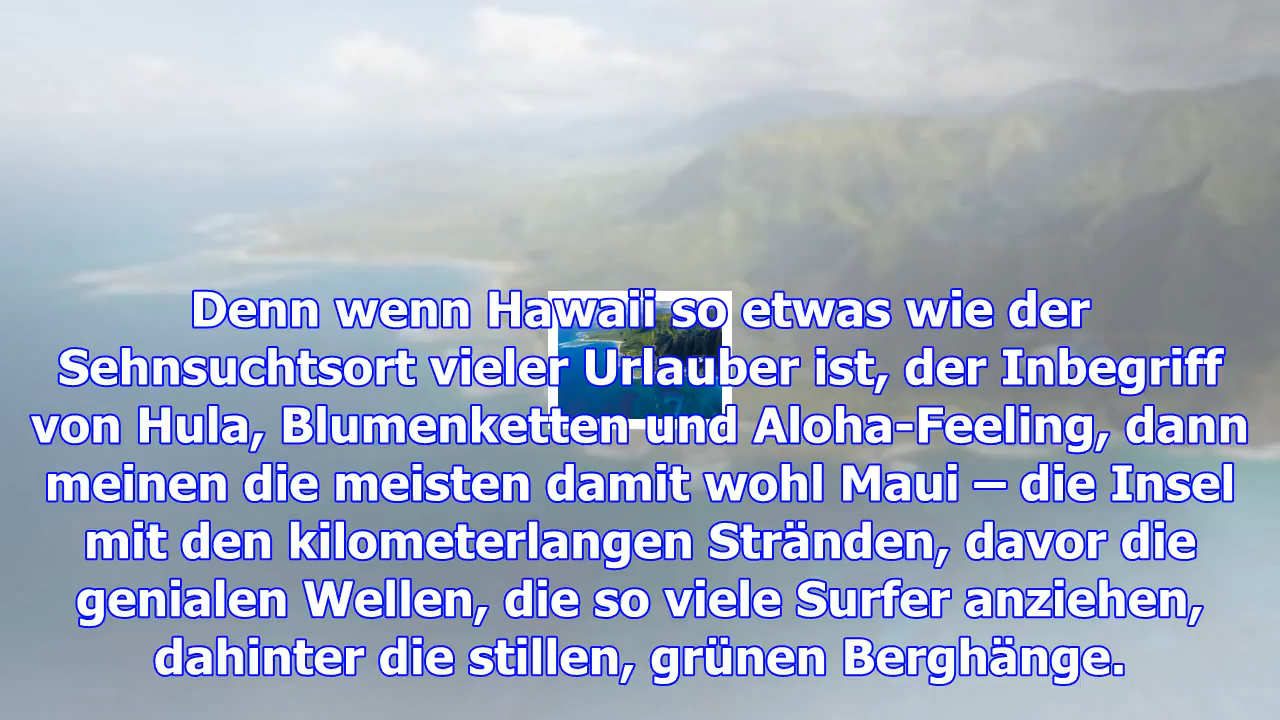 Denn wenn Hawaii so etwas wie der
Sehnsuchtsort vieler Urlauber ist, der Inbegriff
von Hula, Blumenketten und Aloha-Feeling, dann
meinen die meisten damit wohl Maui – die Insel
mit den kilometerlangen Stränden, davor die
genialen Wellen, die so viele Surfer anziehen,
dahinter die stillen, grünen Berghänge.